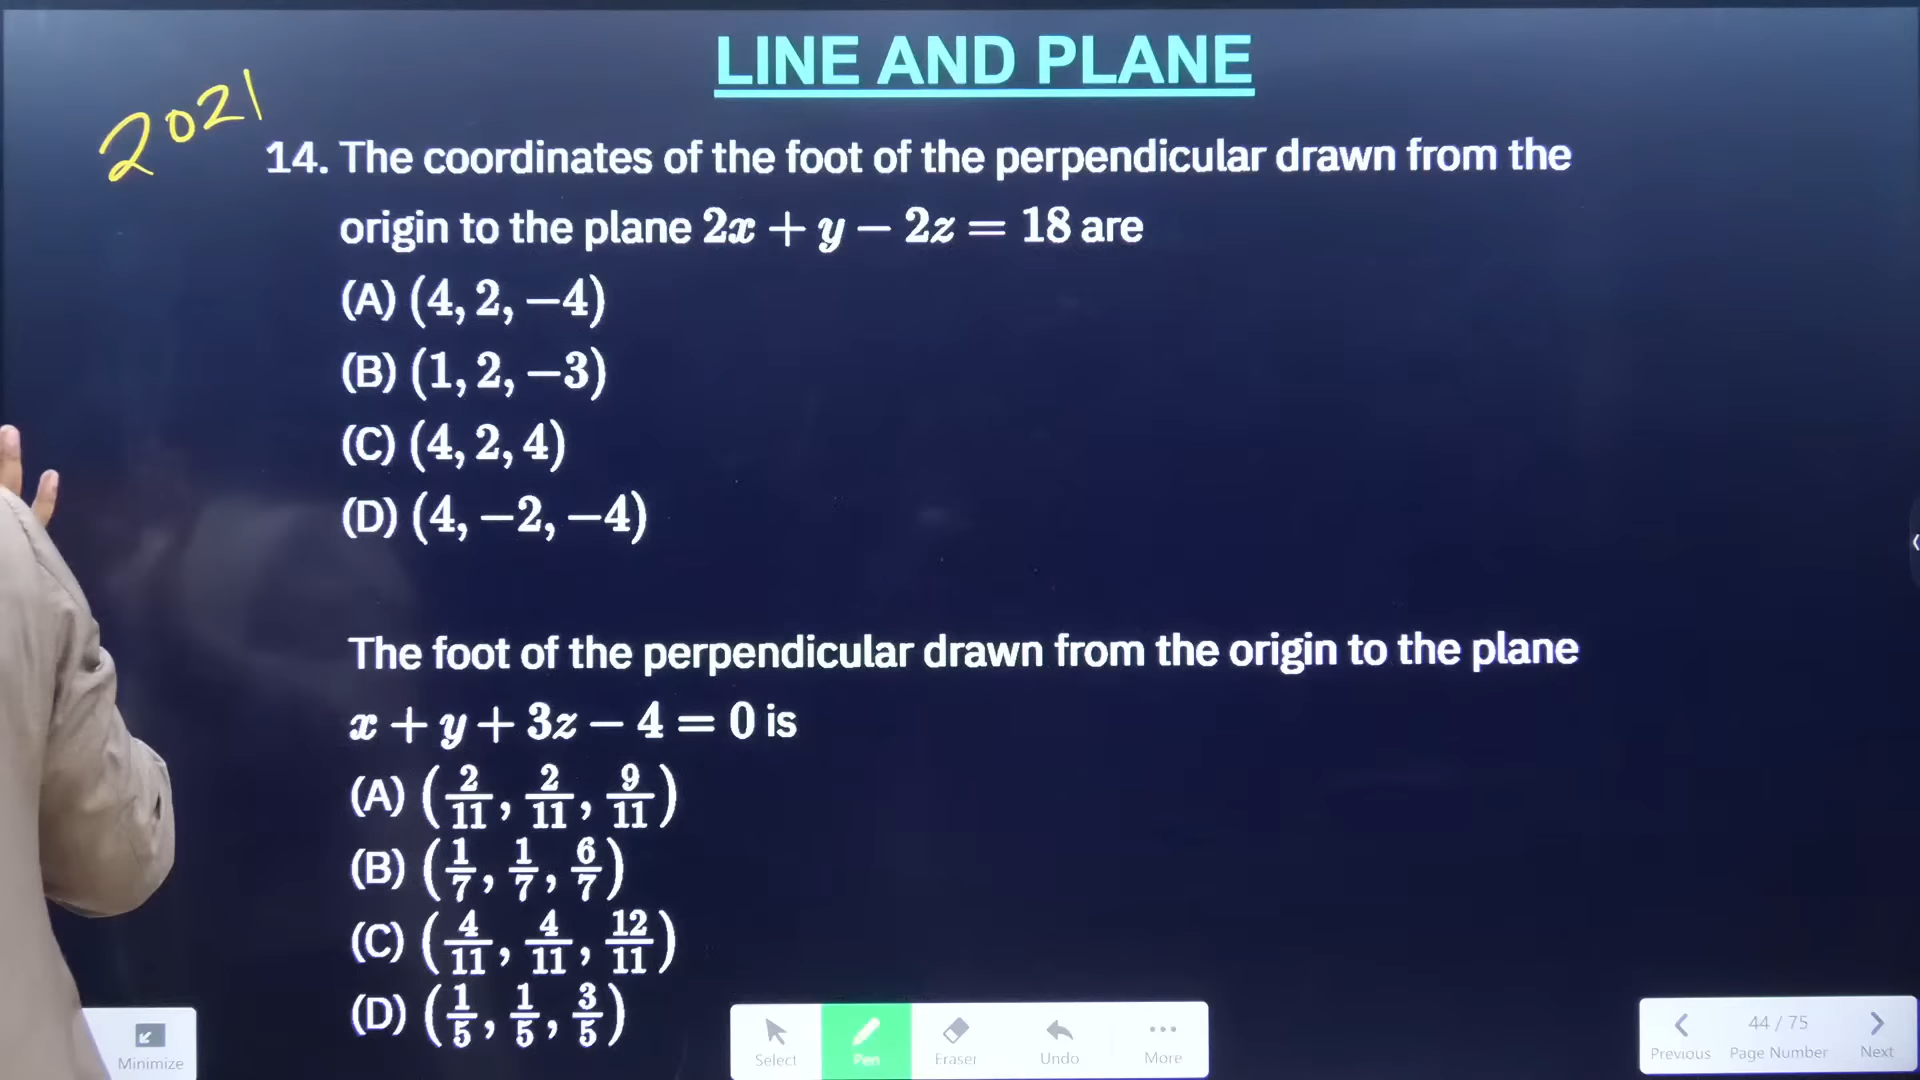 LINE AND PLANE
2021
14. The coordinates of the foot of the perpendicular drawn from the
origin to the plane 2x + y − 2z = 18 are
(A) (4, 2, −4)
(B) (1, 2, −3)
(C) (4, 2, 4)
(D) (4, −2, −4)
The foot of the perpendicular drawn from the origin to the plane
x + y + 3z − 4 = 0 is
(A) (2/11, 2/11, 9/11)
(B) (1/7, 1/7, 6/7)
(C) (4/11, 4/11, 12/11)
(D) (1/5, 1/5, 3/5)
Minimize
Select Pen Eraser Undo More
44 / 75
Previous Page Number Next